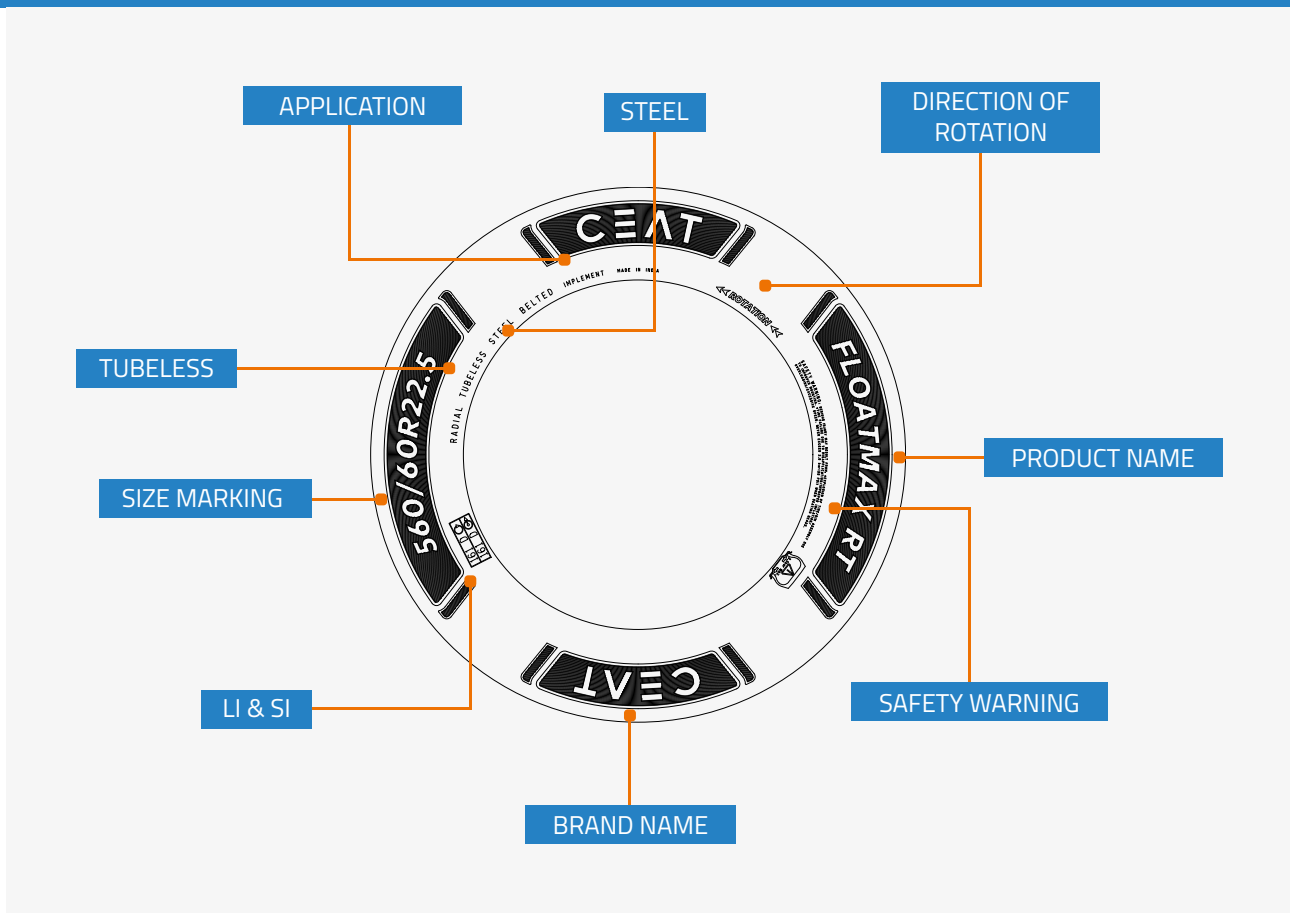 APPLICATION
STEEL
DIRECTION OF
ROTATION
CEAT
IMPLEMENT
MADE IN INDIA
ROTATION
RADIAL TUBELESS STEEL BELTED
TUBELESS
560/60R22.5
FLOATMAX RT
PRODUCT NAME
SIZE MARKING
LI & SI
SAFETY WARNING
CEAT
BRAND NAME